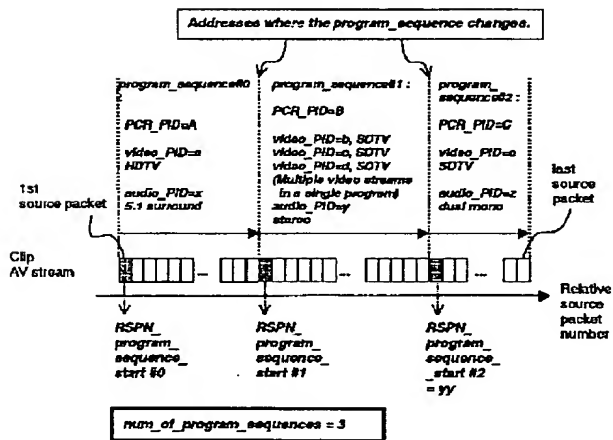 Addresses where the program_sequence changes.
program_sequence#0
PCR_PID=A
video_PID=a
HDTV
audio_PID=x
5.1 surround
program_sequence#1 :
PCR_PID=B
video_PID=b, SDTV
video_PID=c, SDTV
video_PID=d, SDTV
(Multiple video streams
in a single program)
audio_PID=y
stereo
program_
sequence#2 :
PCR_PID=C
SDTV
audio_PID=z
dual mono
1st
source packet
last
source
packet
Clip
AV stream
... ... ...
Relative
source
packet
number
RSPN_
program_
sequence_
start #0
RSPN_
program_
sequence_
start #1
RSPN_
program_
sequence
_start #2
= yy
num_of_program_sequences = 3